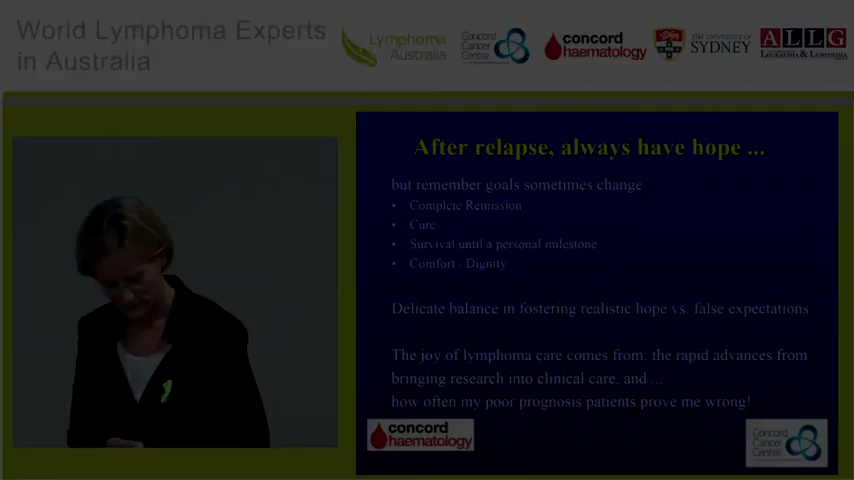 World Lymphoma Experts
in Australia
Lymphoma
Australia
Concord
Cancer
Centre
concord
haematology
THE UNIVERSITY OF
SYDNEY
ALLG
LEUKAEMIA & LYMPHOMA
After relapse, always have hope ...
but remember goals sometimes change
• Complete Remission
• Cure
• Survival until a personal milestone
• Comfort / Dignity
Delicate balance in fostering realistic hope vs. false expectations
The joy of lymphoma care comes from: the rapid advances from
bringing research into clinical care, and ...
how often my poor prognosis patients prove me wrong!
concord
haematology
Concord
Cancer
Centre